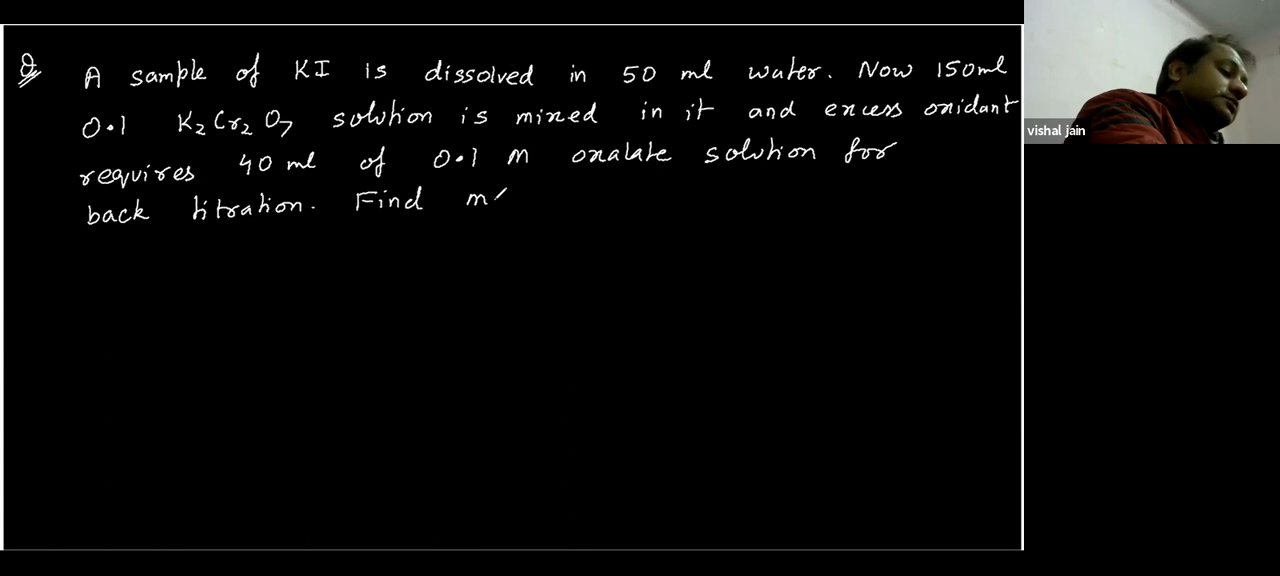 Q A sample of KI is dissolved in 50 ml water. Now 150ml
0.1 K₂Cr₂O₇ solution is mixed in it and excess oxidant
requires 40 ml of 0.1 M oxalate solution for
back titration. Find m
vishal jain